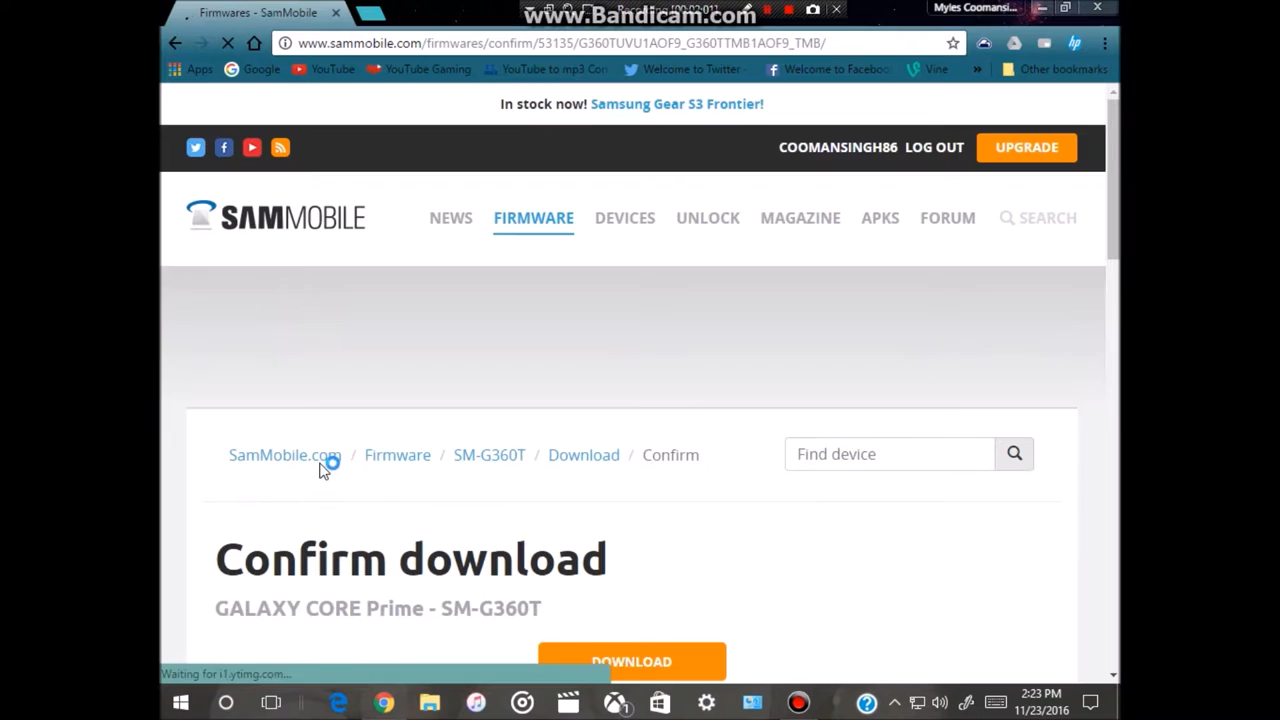 Firmwares - SamMobile
www.Bandicam.com
Myles Coomansi...
www.sammobile.com/firmwares/confirm/53135/G360TUVU1AOF9_G360TTMB1AOF9_TMB/
Apps Google YouTube YouTube Gaming YouTube to mp3 Con Welcome to Twitter - Welcome to Faceboo Vine » Other bookmarks
In stock now! Samsung Gear S3 Frontier!
COOMANSINGH86 LOG OUT UPGRADE
SAMMOBILE NEWS FIRMWARE DEVICES UNLOCK MAGAZINE APKS FORUM SEARCH
SamMobile.com / Firmware / SM-G360T / Download / Confirm Find device
Confirm download
GALAXY CORE Prime - SM-G360T
DOWNLOAD
Waiting for i1.ytimg.com...
2:23 PM
11/23/2016